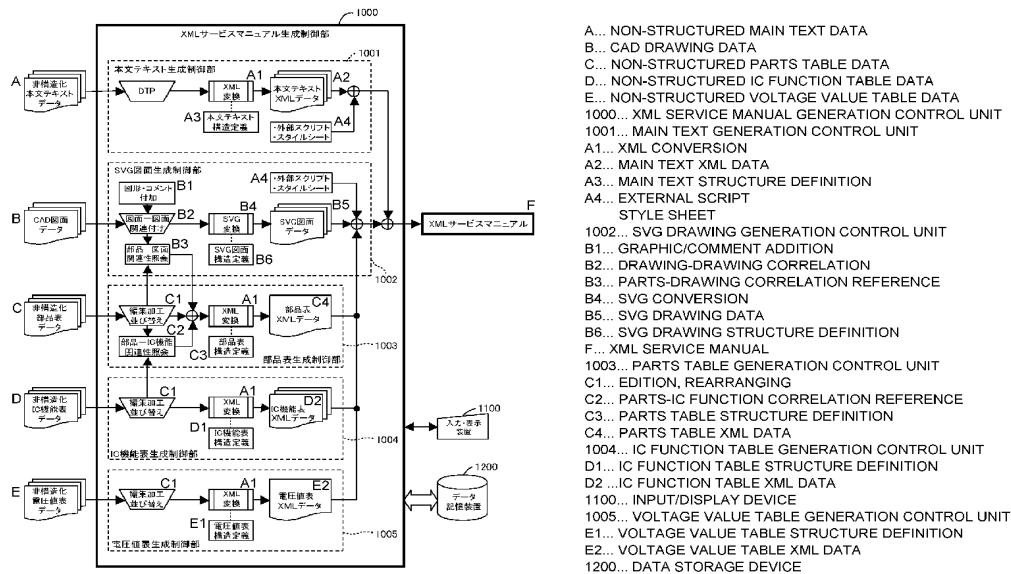 1000
XMLサービスマニュアル生成制御部
1001
本文テキスト生成制御部
A
非構造化
本文テキスト
データ
DTP
A1
XML
変換
A2
本文テキスト
XMLデータ
A3
本文テキスト
構造定義
A4
・外部スクリプト
・スタイルシート
SVG図面生成制御部
図形・コメント
付加
B1
A4
・外部スクリプト
・スタイルシート
B
CAD図面
データ
図面ー図面
関連付け
B2
B4
SVG
変換
B5
SVG図面
データ
F
XMLサービスマニュアル
部品ー図面
関連性照会
B3
SVG図面
構造定義
B6
1002
C
非構造化
部品表
データ
C1
編集加工
並び替え
A1
XML
変換
C4
部品表
XMLデータ
C2
部品ーIC機能
関連性照会
C3
部品表
構造定義
1003
部品表生成制御部
D
非構造化
IC機能表
データ
C1
編集加工
並び替え
A1
XML
変換
D2
IC機能表
XMLデータ
D1
IC機能表
構造定義
1004
IC機能表生成制御部
1100
入力・表示
装置
E
非構造化
電圧値表
データ
C1
編集加工
並び替え
A1
XML
変換
E2
電圧値表
XMLデータ
1200
データ
記憶装置
E1
電圧値表
構造定義
1005
電圧値表生成制御部
A... NON-STRUCTURED MAIN TEXT DATA
B... CAD DRAWING DATA
C... NON-STRUCTURED PARTS TABLE DATA
D... NON-STRUCTURED IC FUNCTION TABLE DATA
E... NON-STRUCTURED VOLTAGE VALUE TABLE DATA
1000... XML SERVICE MANUAL GENERATION CONTROL UNIT
1001... MAIN TEXT GENERATION CONTROL UNIT
A1... XML CONVERSION
A2... MAIN TEXT XML DATA
A3... MAIN TEXT STRUCTURE DEFINITION
A4... EXTERNAL SCRIPT
STYLE SHEET
1002... SVG DRAWING GENERATION CONTROL UNIT
B1... GRAPHIC/COMMENT ADDITION
B2... DRAWING-DRAWING CORRELATION
B3... PARTS-DRAWING CORRELATION REFERENCE
B4... SVG CONVERSION
B5... SVG DRAWING DATA
B6... SVG DRAWING STRUCTURE DEFINITION
F... XML SERVICE MANUAL
1003... PARTS TABLE GENERATION CONTROL UNIT
C1... EDITION, REARRANGING
C2... PARTS-IC FUNCTION CORRELATION REFERENCE
C3... PARTS TABLE STRUCTURE DEFINITION
C4... PARTS TABLE XML DATA
1004... IC FUNCTION TABLE GENERATION CONTROL UNIT
D1... IC FUNCTION TABLE STRUCTURE DEFINITION
D2 ...IC FUNCTION TABLE XML DATA
1100... INPUT/DISPLAY DEVICE
1005... VOLTAGE VALUE TABLE GENERATION CONTROL UNIT
E1... VOLTAGE VALUE TABLE STRUCTURE DEFINITION
E2... VOLTAGE VALUE TABLE XML DATA
1200... DATA STORAGE DEVICE